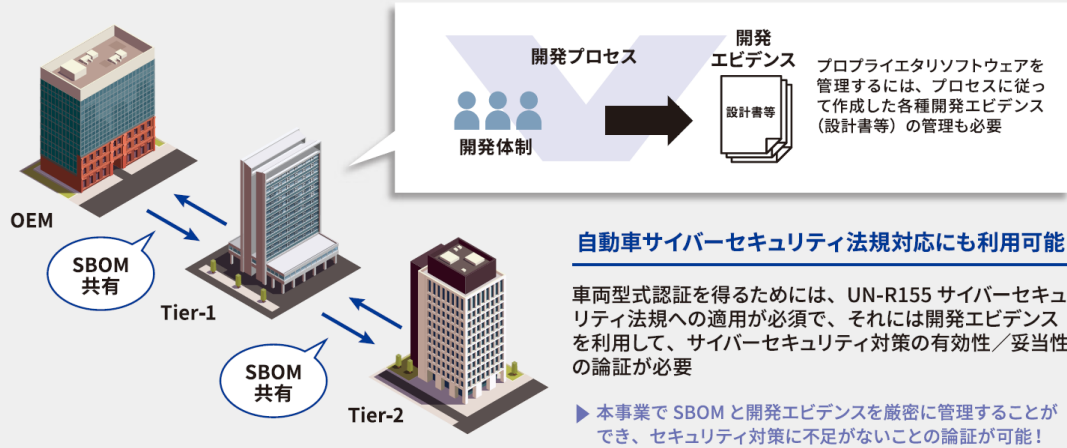 開発プロセス
開発体制
開発
エビデンス
設計書等
プロプライエタリソフトウェアを
管理するには、プロセスに従っ
て作成した各種開発エビデンス
（設計書等）の管理も必要
OEM
SBOM
共有
Tier-1
SBOM
共有
Tier-2
自動車サイバーセキュリティ法規対応にも利用可能
車両型式認証を得るためには、UN-R155 サイバーセキュ
リティ法規への適用が必須で、それには開発エビデンス
を利用して、サイバーセキュリティ対策の有効性／妥当性
の論証が必要
▶ 本事業で SBOM と開発エビデンスを厳密に管理することが
でき、セキュリティ対策に不足がないことの論証が可能！